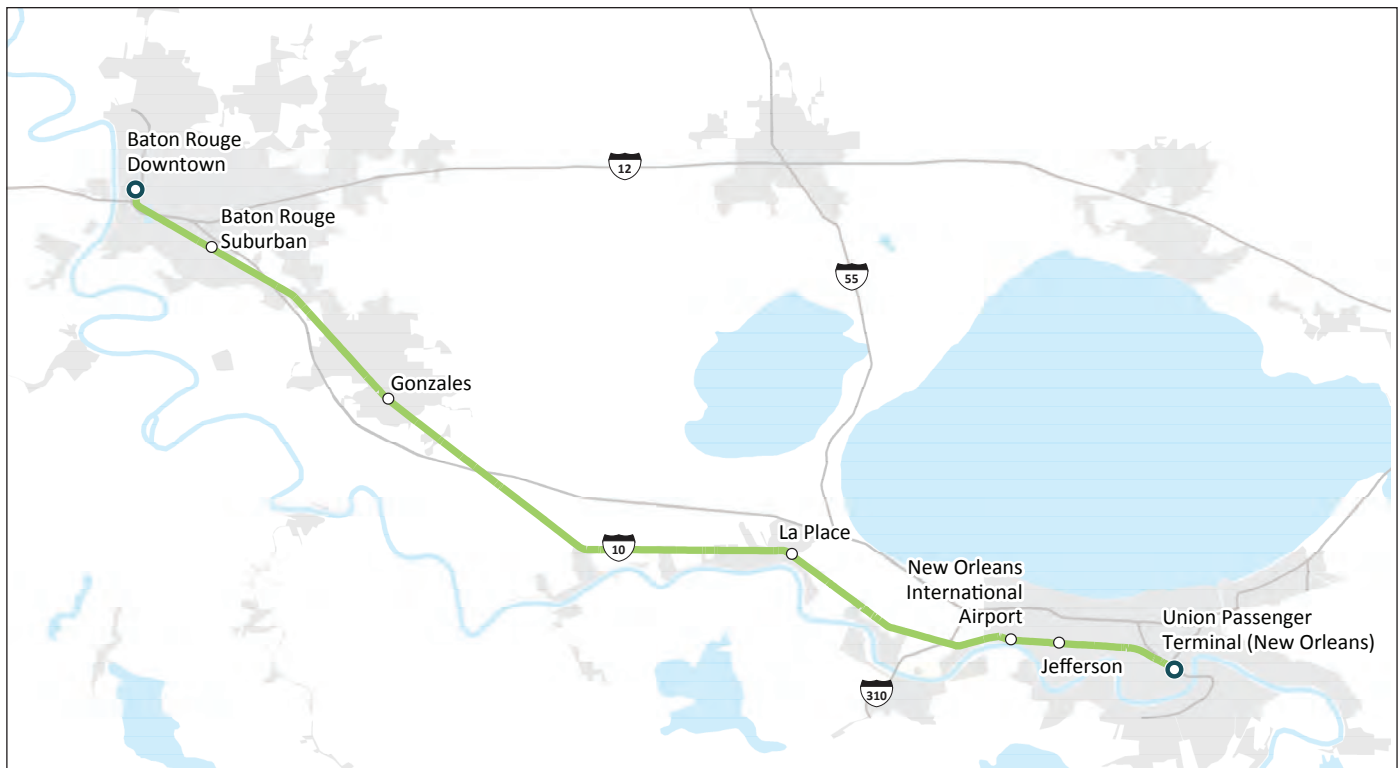 Baton Rouge
Downtown
12
Baton Rouge
Suburban
55
Gonzales
La Place
10
New Orleans
International
Airport
Union Passenger
Terminal (New Orleans)
Jefferson
310